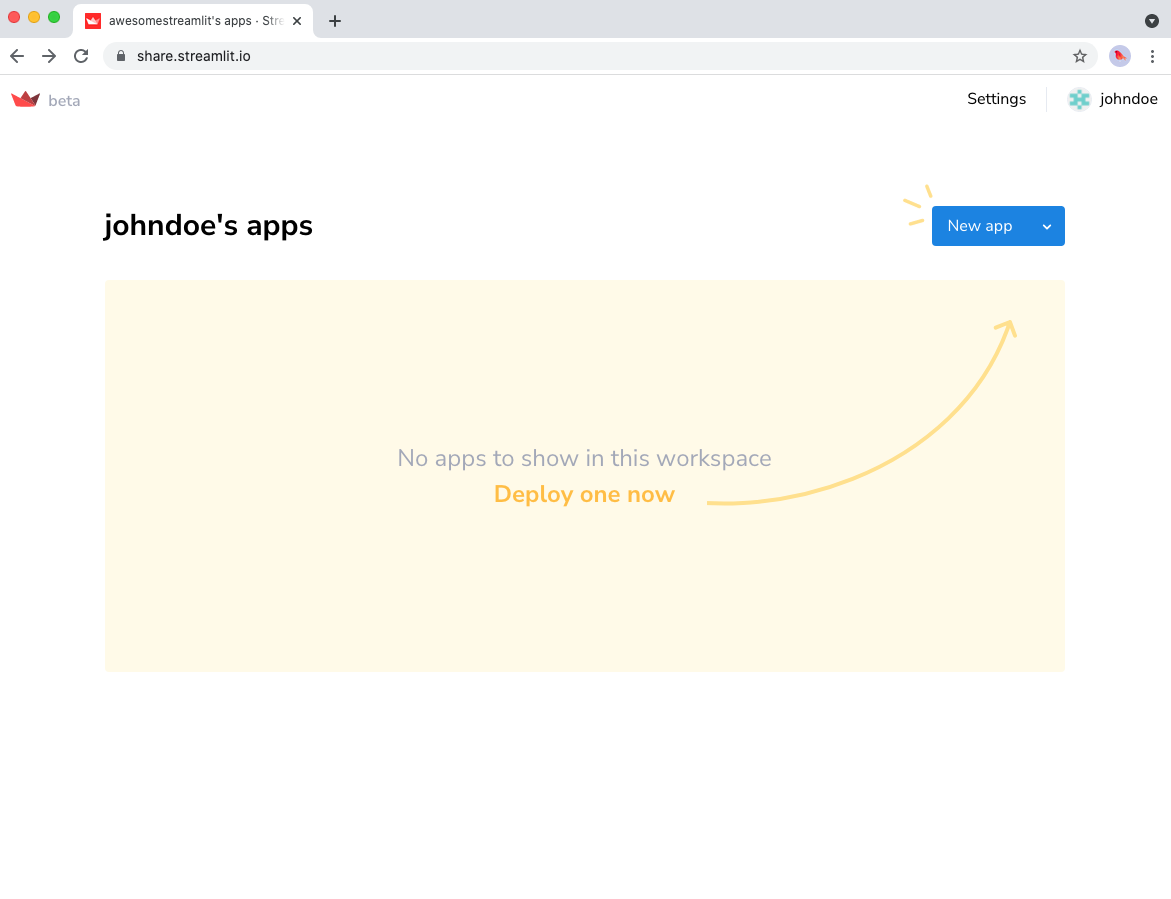 awesomestreamlit's apps · Stre
share.streamlit.io
beta
Settings
johndoe
johndoe's apps
New app
No apps to show in this workspace
Deploy one now